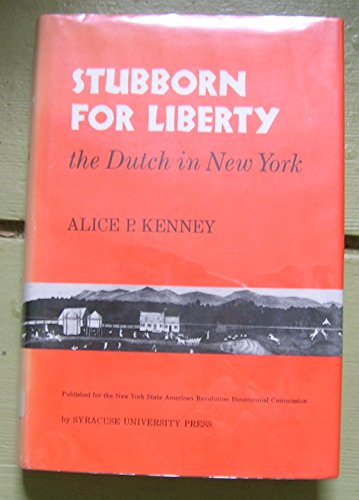 STUBBORN
FOR LIBERTY
the Dutch in New York
ALICE P. KENNEY
Published for the New York State American Revolution Bicentennial Commission
by SYRACUSE UNIVERSITY PRESS